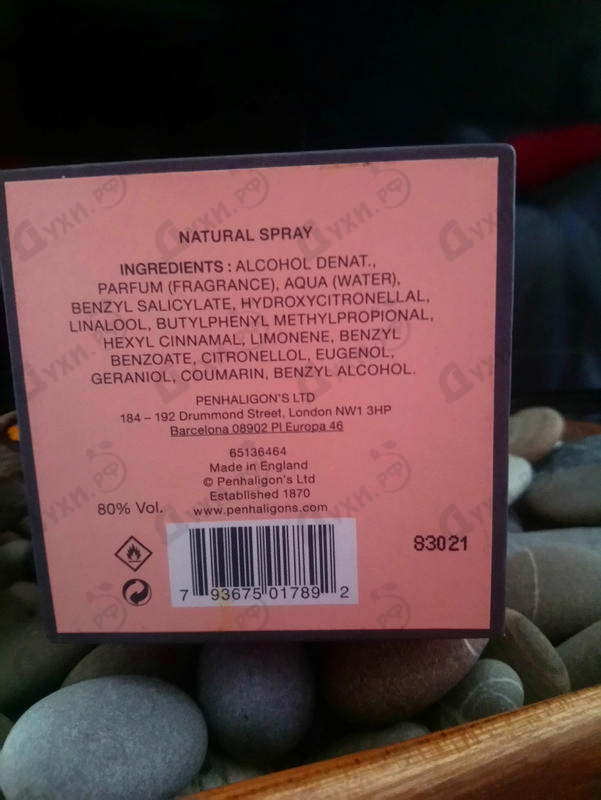 NATURAL SPRAY
INGREDIENTS : ALCOHOL DENAT.,
PARFUM (FRAGRANCE), AQUA (WATER),
BENZYL SALICYLATE, HYDROXYCITRONELLAL,
LINALOOL, BUTYLPHENYL METHYLPROPIONAL,
HEXYL CINNAMAL, LIMONENE, BENZYL
BENZOATE, CITRONELLOL, EUGENOL,
GERANIOL, COUMARIN, BENZYL ALCOHOL.
PENHALIGON'S LTD
184 – 192 Drummond Street, London NW1 3HP
Barcelona 08902 Pl Europa 46
65136464
Made in England
© Penhaligon's Ltd
Established 1870
80% Vol. www.penhaligons.com
83021
7 93675 01789 2
Духи.рф